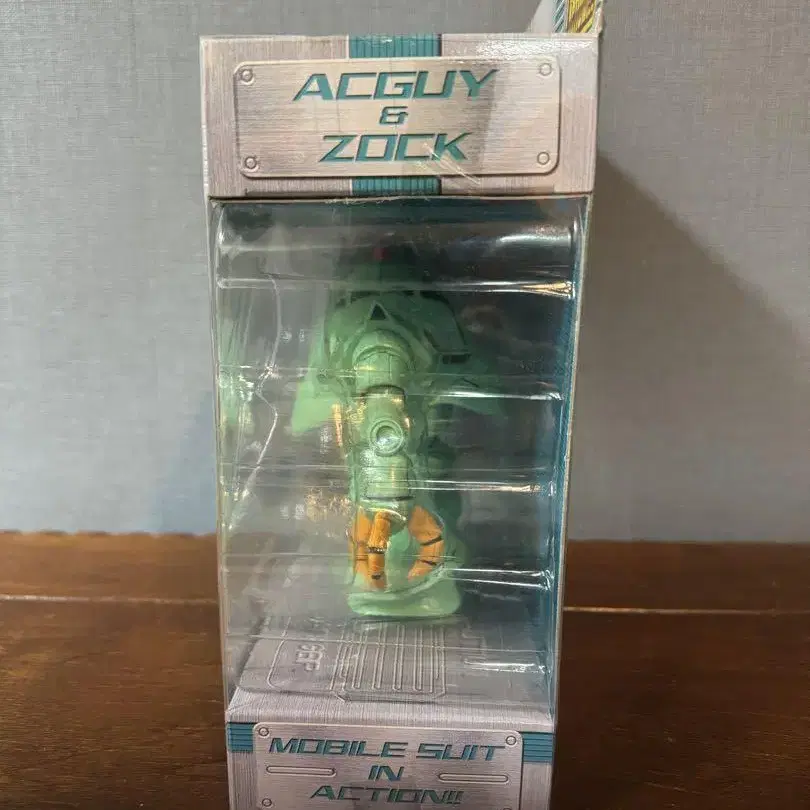 ACGUY
&
ZOCK
MOBILE SUIT
IN
ACTION!!